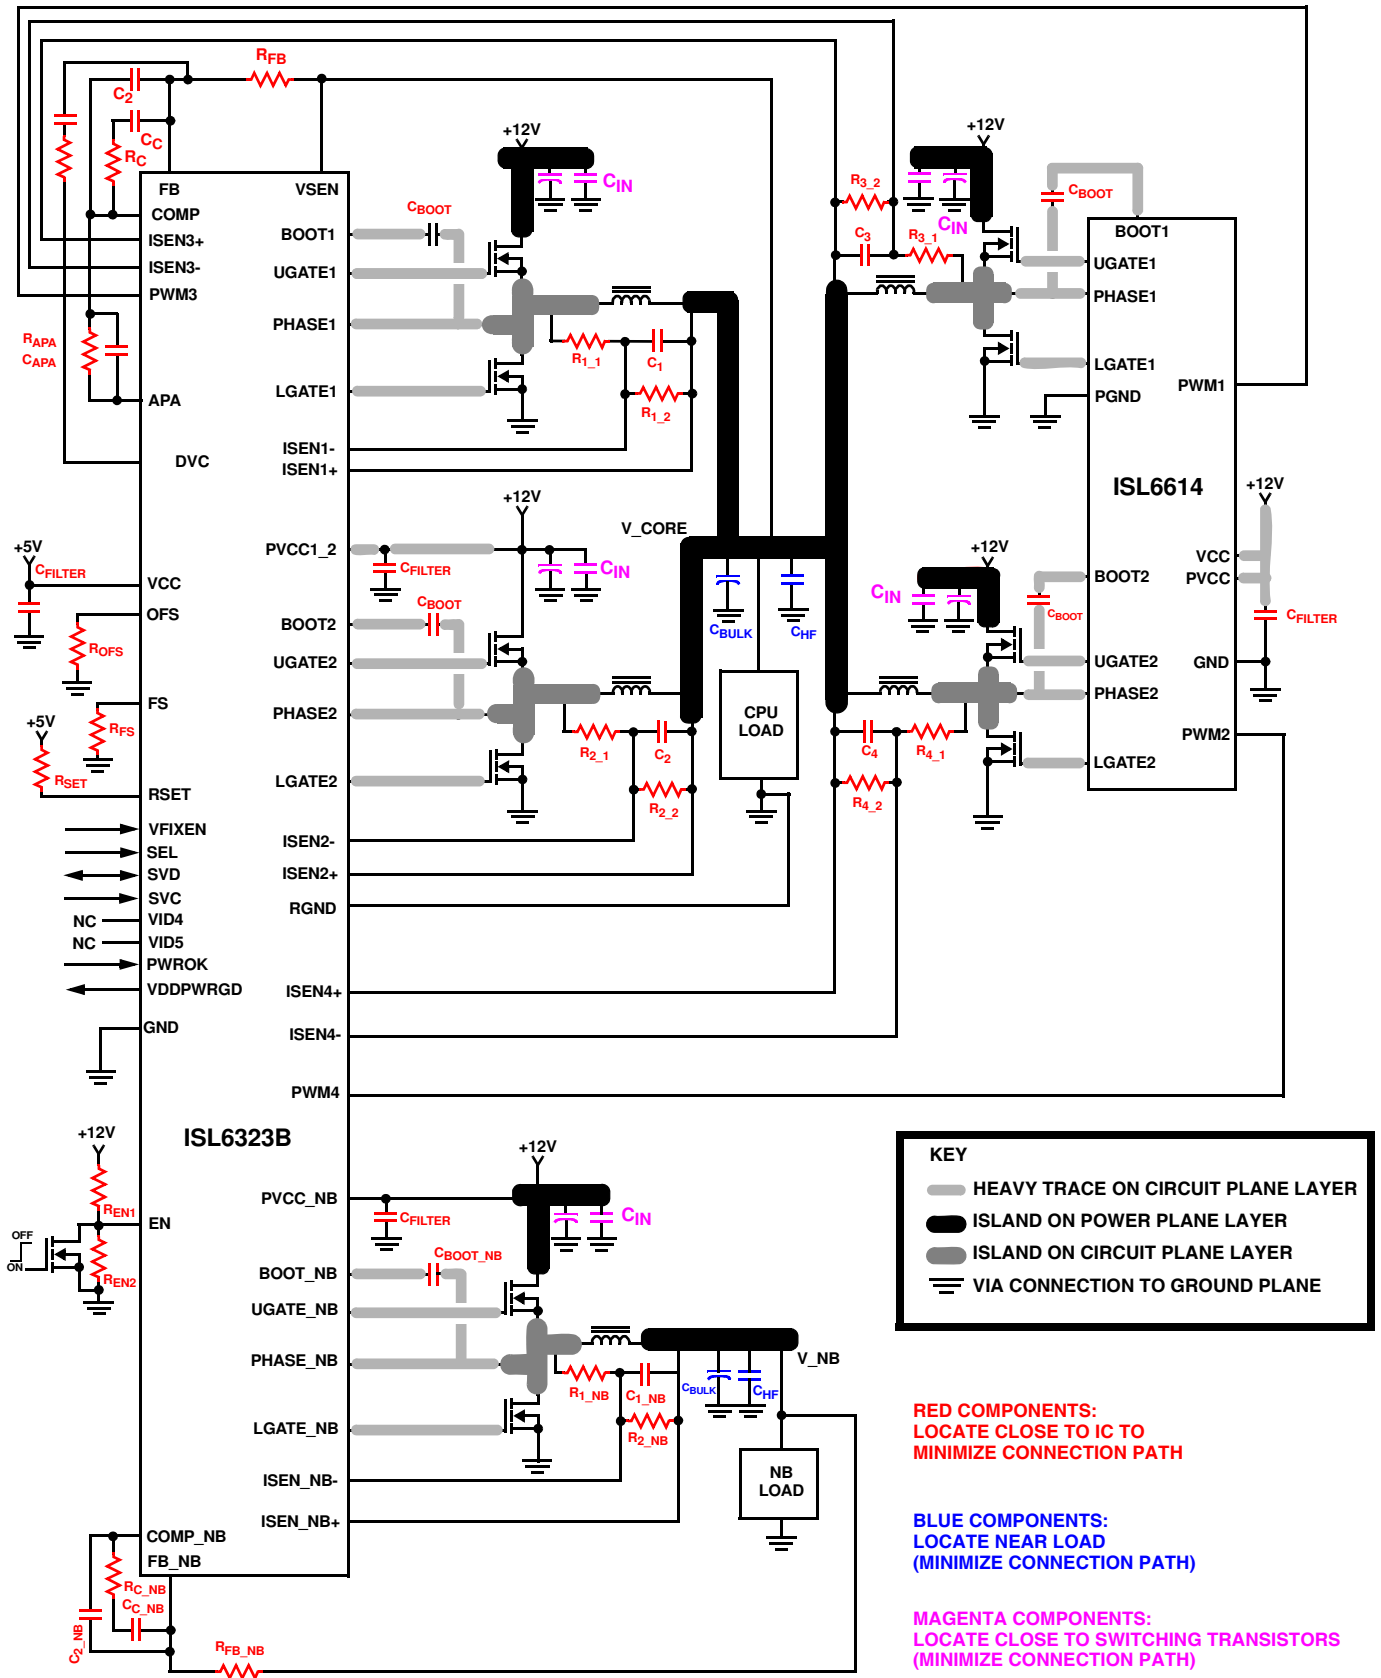 RFB
C2
CC
RC
FB
VSEN
COMP
ISEN3+
ISEN3-
PWM3
RAPA
CAPA
APA
DVC
+5V
CFILTER
VCC
OFS
ROFS
FS
RFS
+5V
RSET
RSET
VFIXEN
SEL
SVD
SVC
NC
VID4
NC
VID5
PWROK
VDDPWRGD
GND
ISL6323B
+12V
REN1
EN
OFF
ON
REN2
COMP_NB
FB_NB
RC_NB
CC_NB
C2_NB
RFB_NB
+12V
CIN
CBOOT
BOOT1
UGATE1
PHASE1
LGATE1
R1_1
C1
R1_2
ISEN1-
ISEN1+
+12V
PVCC1_2
CFILTER
CIN
CBOOT
BOOT2
UGATE2
PHASE2
LGATE2
R2_1
C2
R2_2
ISEN2-
ISEN2+
RGND
ISEN4+
ISEN4-
PWM4
V_CORE
CBULK
CHF
CPU
LOAD
+12V
PVCC_NB
CFILTER
CIN
CBOOT_NB
BOOT_NB
UGATE_NB
PHASE_NB
LGATE_NB
R1_NB
C1_NB
R2_NB
ISEN_NB-
ISEN_NB+
V_NB
CBULK
CHF
NB
LOAD
+12V
R3_2
C3
R3_1
CIN
CBOOT
BOOT1
UGATE1
PHASE1
LGATE1
PGND
PWM1
ISL6614
+12V
VCC
PVCC
CFILTER
GND
+12V
CIN
CBOOT
BOOT2
UGATE2
PHASE2
PWM2
LGATE2
C4
R4_1
R4_2
KEY
HEAVY TRACE ON CIRCUIT PLANE LAYER
ISLAND ON POWER PLANE LAYER
ISLAND ON CIRCUIT PLANE LAYER
VIA CONNECTION TO GROUND PLANE
RED COMPONENTS:
LOCATE CLOSE TO IC TO
MINIMIZE CONNECTION PATH
BLUE COMPONENTS:
LOCATE NEAR LOAD
(MINIMIZE CONNECTION PATH)
MAGENTA COMPONENTS:
LOCATE CLOSE TO SWITCHING TRANSISTORS
(MINIMIZE CONNECTION PATH)